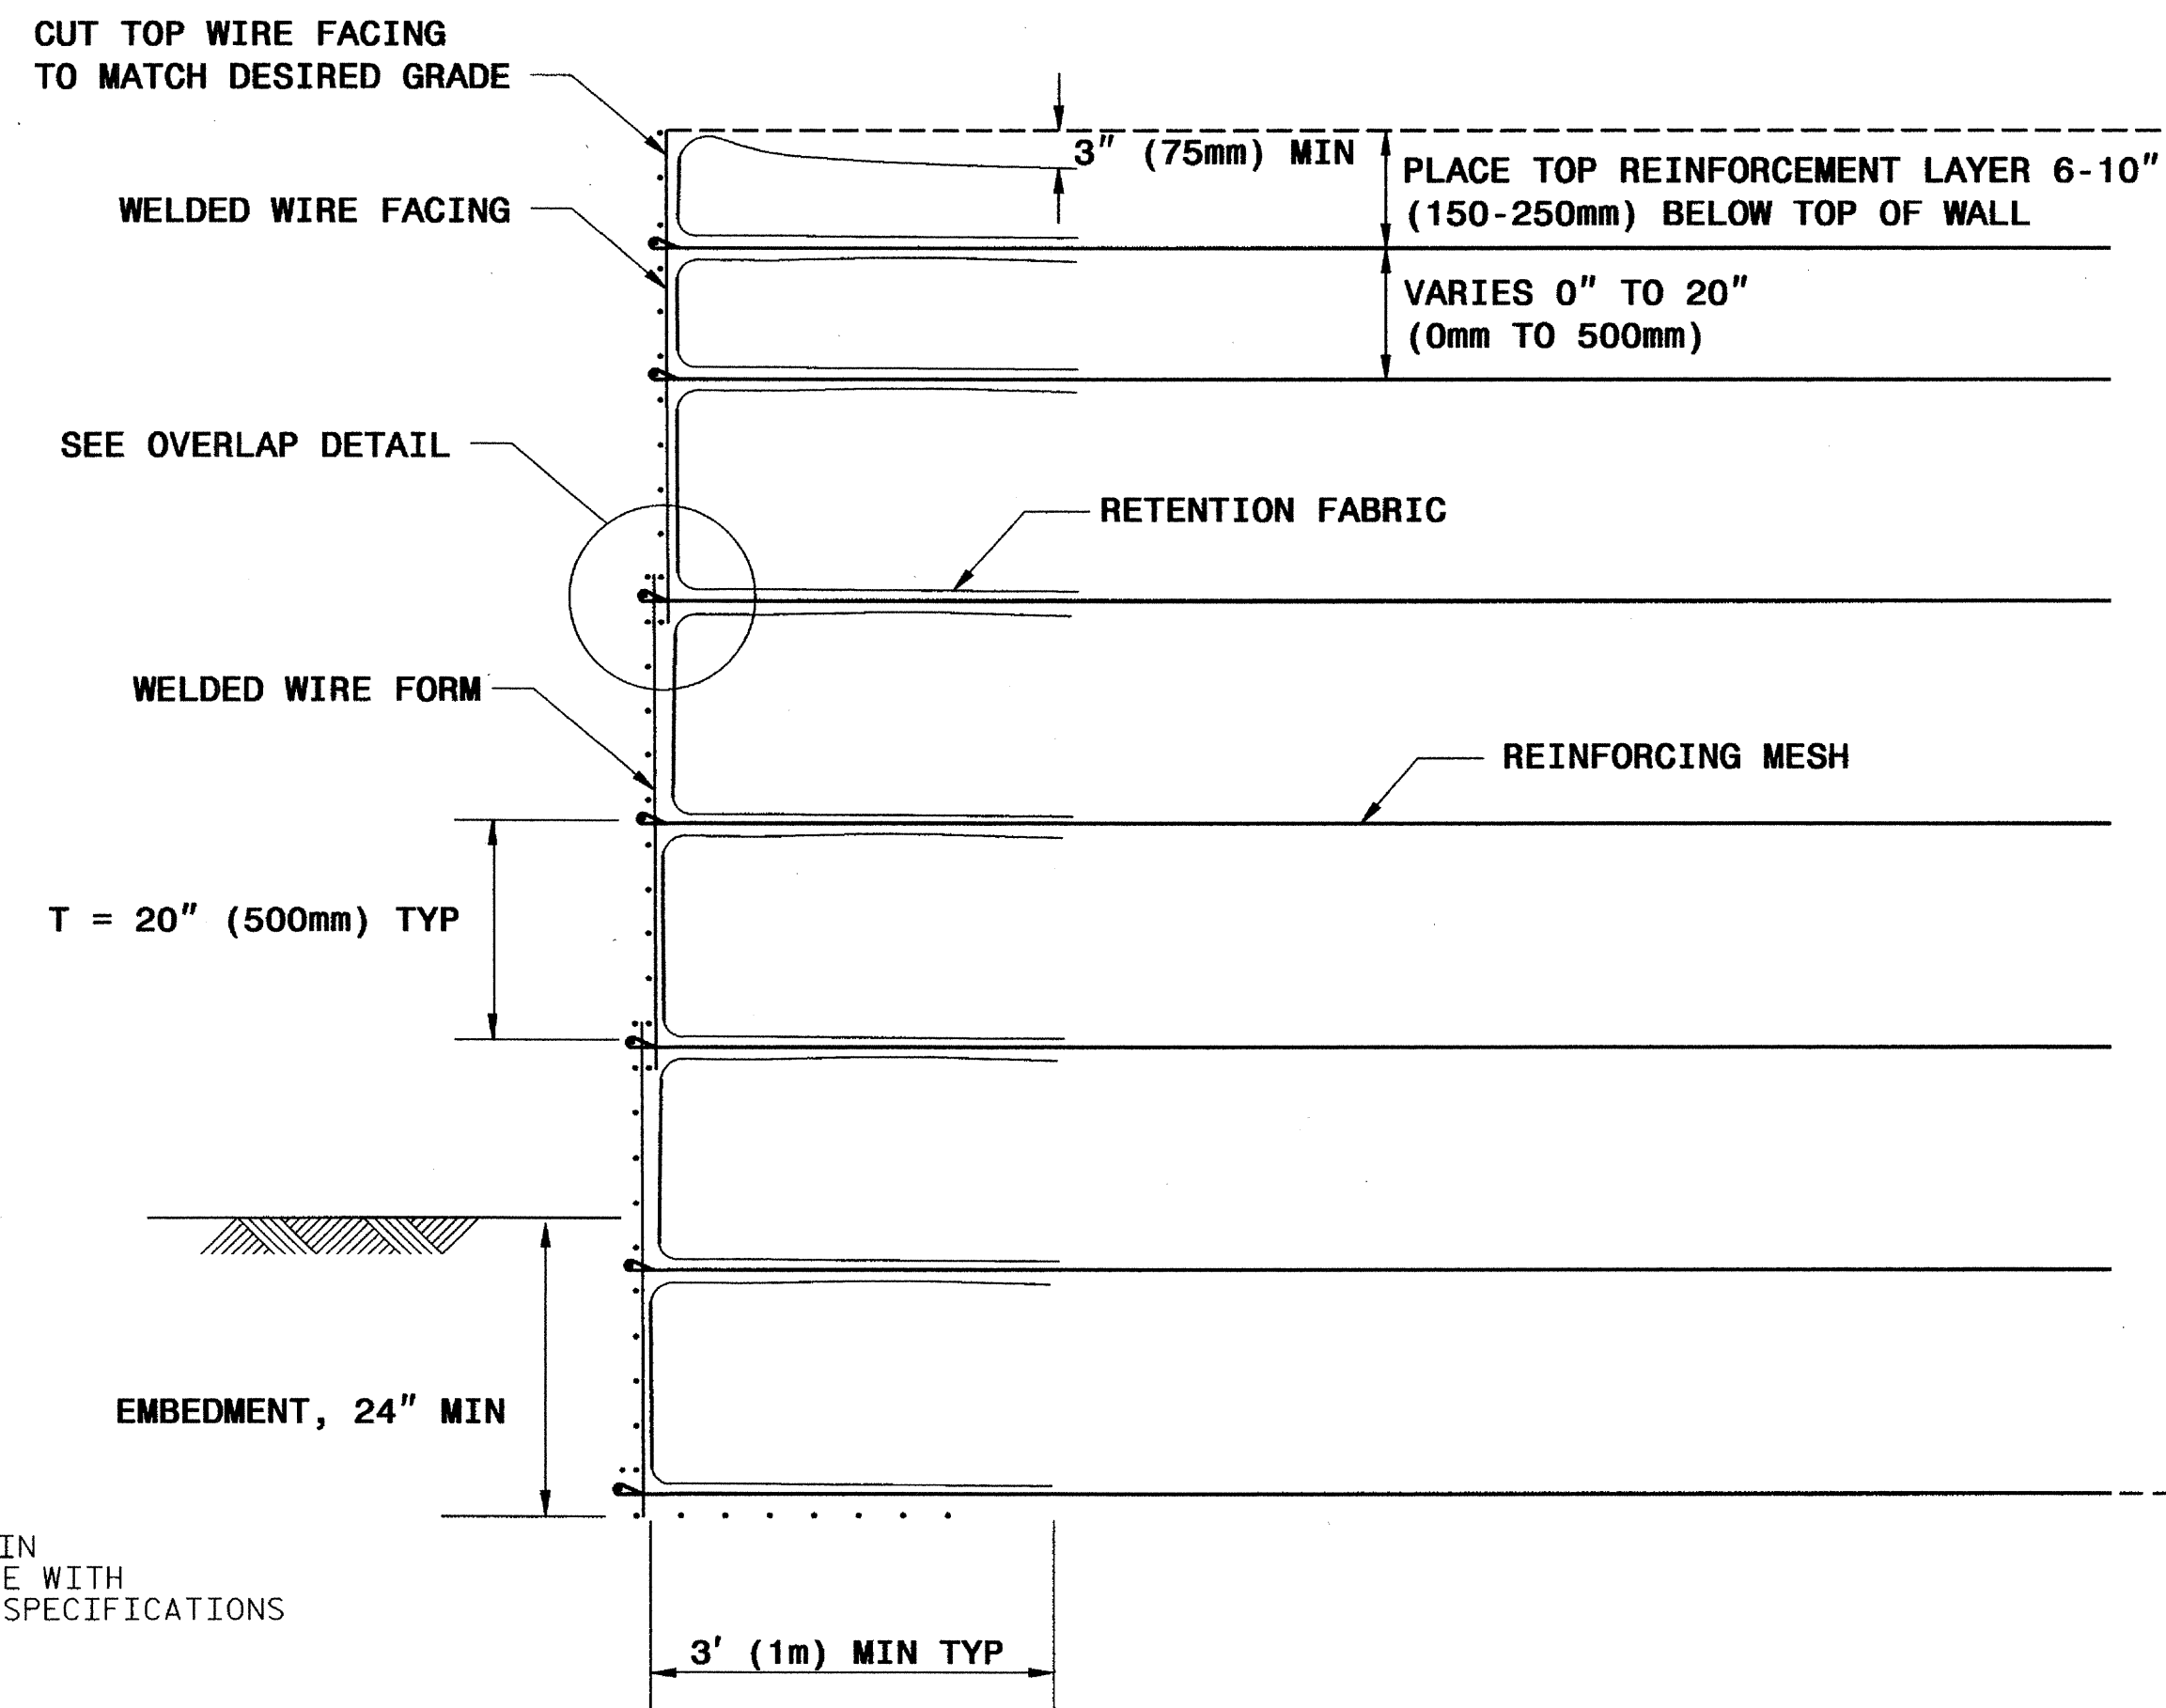 CUT TOP WIRE FACING
TO MATCH DESIRED GRADE
3" (75mm) MIN
PLACE TOP REINFORCEMENT LAYER 6-10"
(150-250mm) BELOW TOP OF WALL
WELDED WIRE FACING
VARIES 0" TO 20"
(0mm TO 500mm)
SEE OVERLAP DETAIL
RETENTION FABRIC
WELDED WIRE FORM
REINFORCING MESH
T = 20" (500mm) TYP
EMBEDMENT, 24" MIN
IN
E WITH
SPECIFICATIONS
3' (1m) MIN TYP